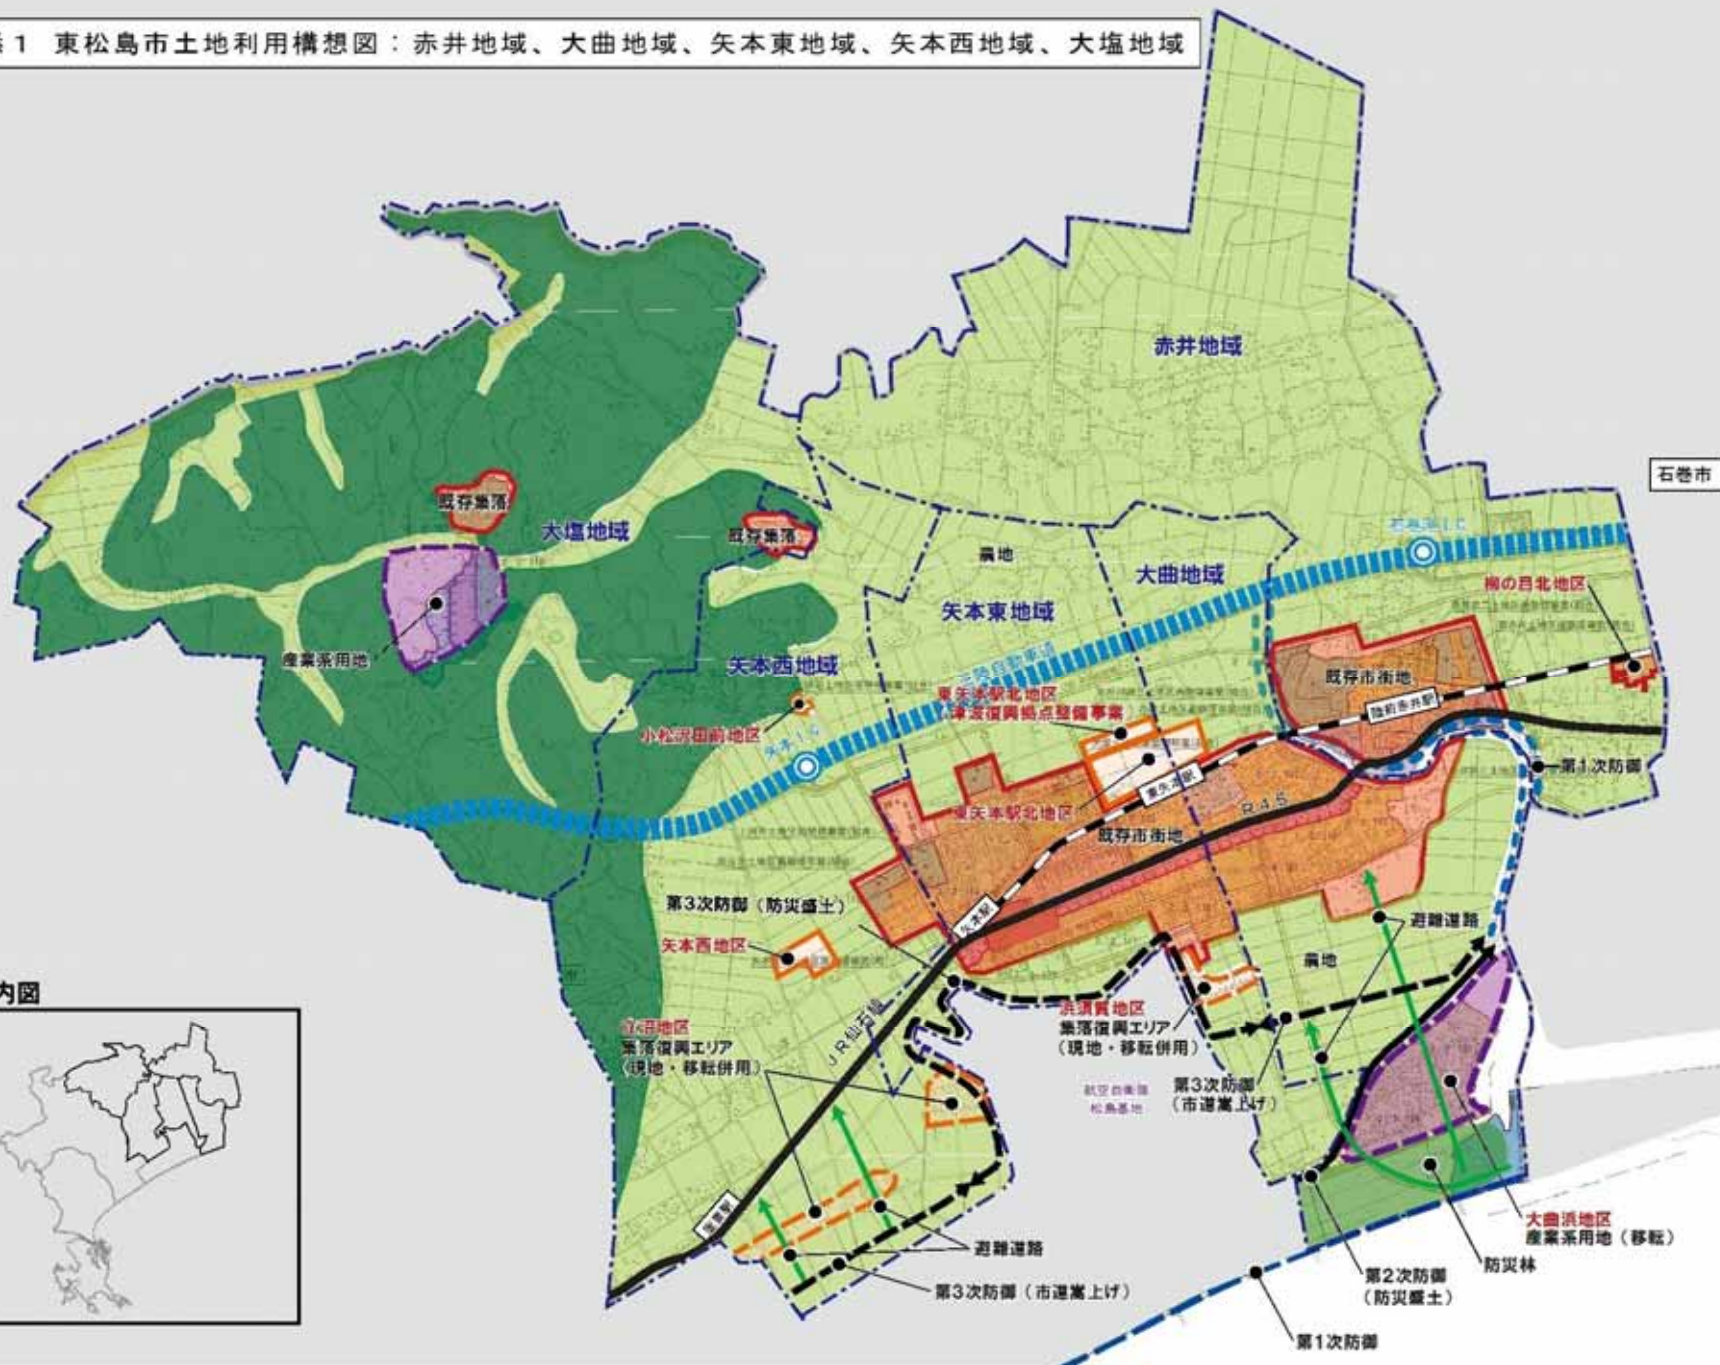 1 東松島市土地利用構想図：赤井地域、大曲地域、矢本東地域、矢本西地域、大塩地域
赤井地域
石巻市
既存集落
大塩地域
既存集落
農地
大曲地域
柳の目北地区
矢本東地域
産業系用地
矢本西地域
三陸自動車道
既存市街地
東矢本駅北地区
津波復興拠点整備事業
陸前赤井駅
小松沢田前地区
矢本IC
第1次防御
東矢本駅
東矢本駅北地区
R45
既存市街地
第3次防御（防災盛土）
矢本駅
避難道路
矢本西地区
農地
内図
JR仙石線
立沼地区
集落復興エリア
（現地・移転併用）
浜須賀地区
集落復興エリア
（現地・移転併用）
航空自衛隊
松島基地
第3次防御
（市道嵩上げ）
避難道路
第3次防御（市道嵩上げ）
大曲浜地区
産業系用地（移転）
防災林
第2次防御
（防災盛土）
第1次防御